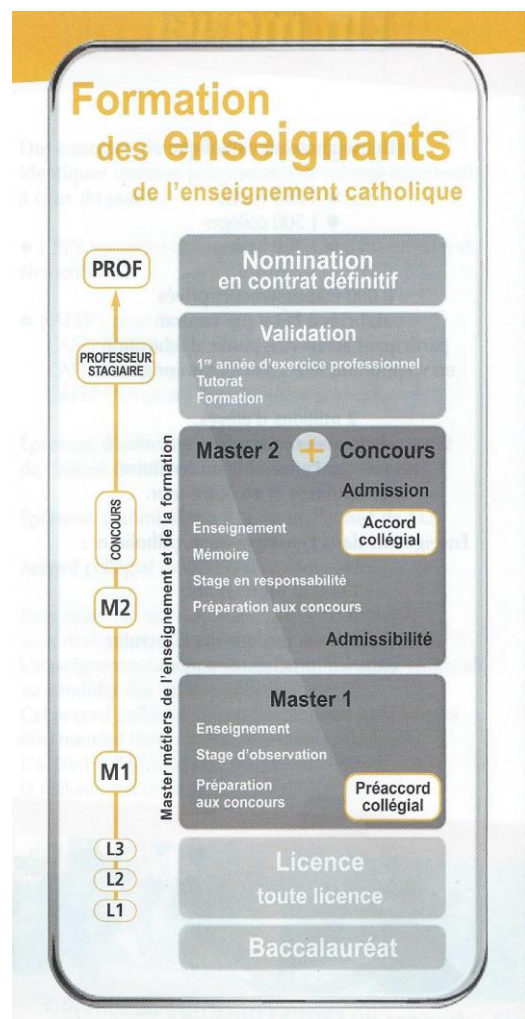 Formation
des enseignants
de l'enseignement catholique
PROF
Nomination
en contrat définitif
PROFESSEUR
STAGIAIRE
Validation
1re année d'exercice professionnel
Tutorat
Formation
CONCOURS
M2
Master métiers de l'enseignement et de la formation
Master 2 + Concours
Admission
Accord
collégial
Enseignement
Mémoire
Stage en responsabilité
Préparation aux concours
Admissibilité
M1
Master 1
Enseignement
Stage d'observation
Préparation
aux concours
Préaccord
collégial
L3
L2
L1
Licence
toute licence
Baccalauréat